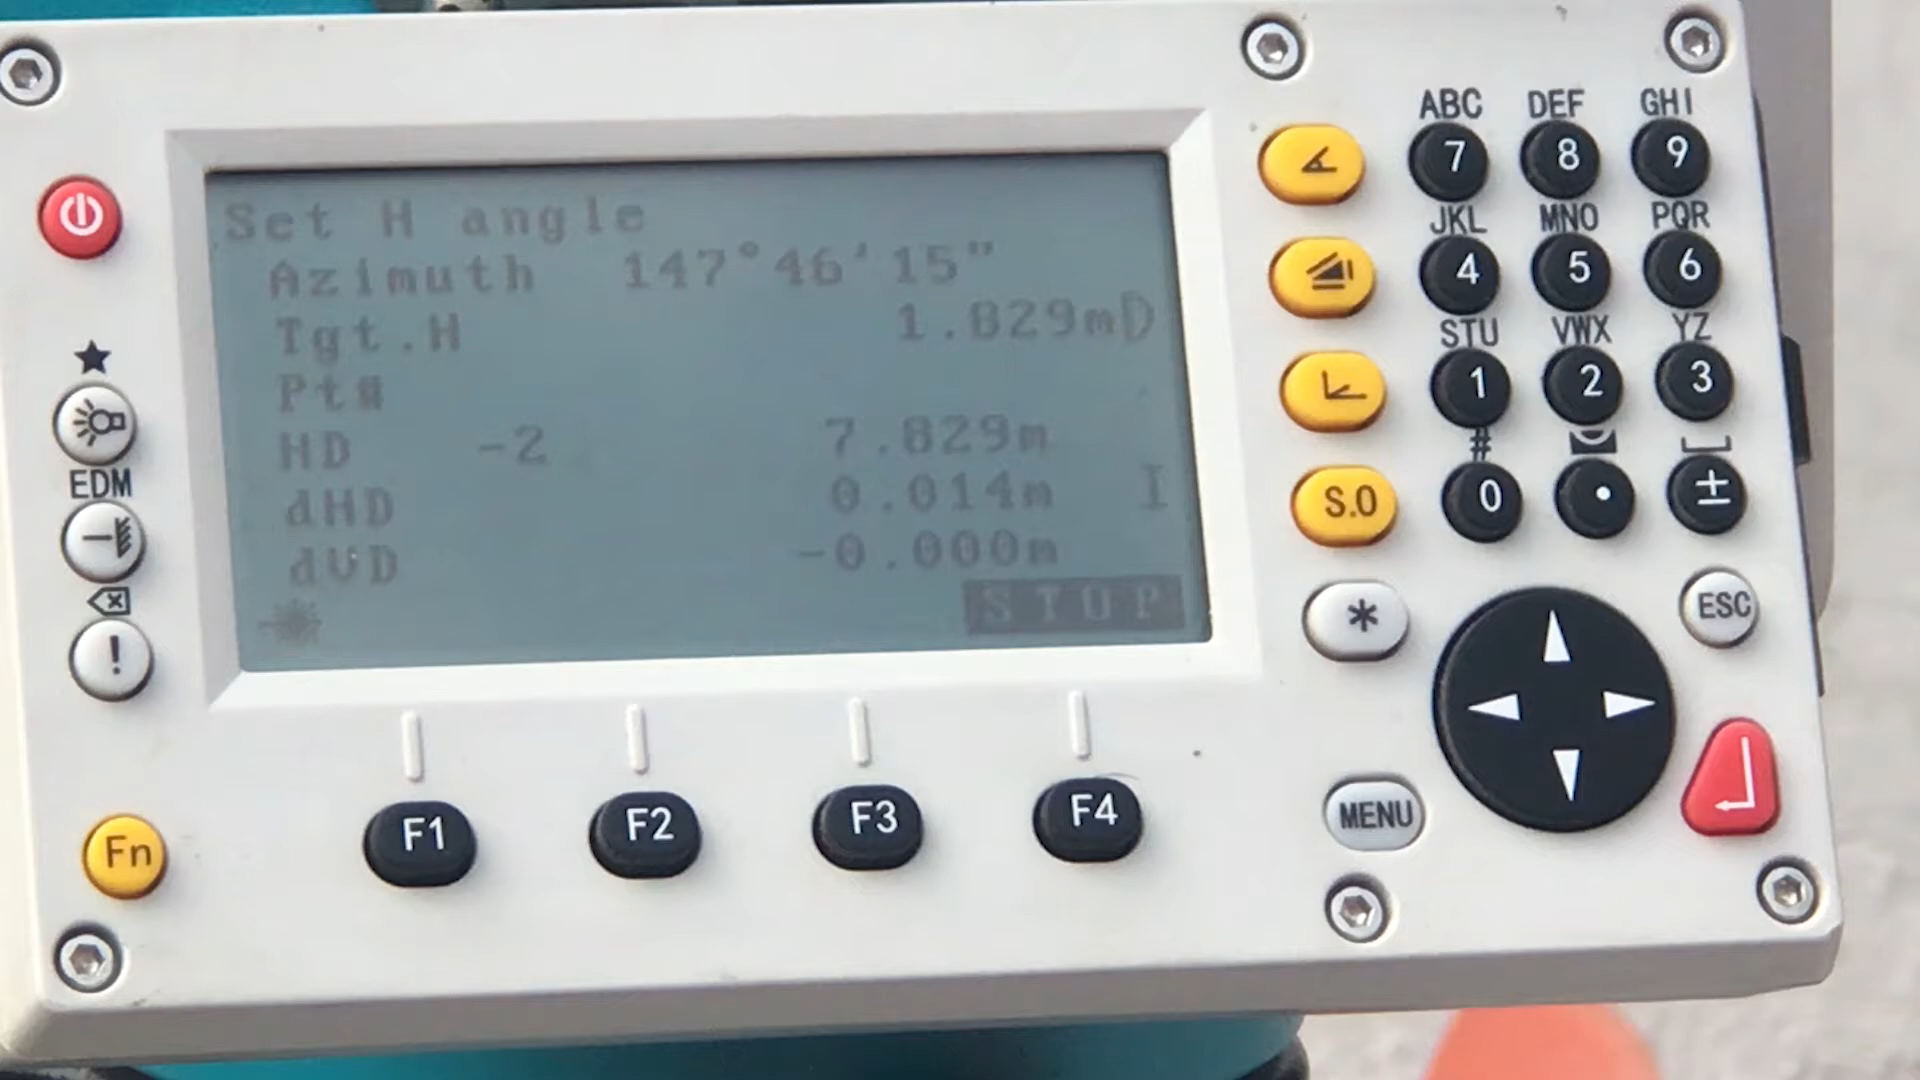 Set H angle
Azimuth 147°46'15"
Tgt.H 1.829m
Pt#
HD -2 7.829m
dHD 0.014m I
dVD -0.000m
STOP
EDM
Fn
F1 F2 F3 F4
ABC DEF GHI
7 8 9
JKL MNO PQR
4 5 6
STU VWX YZ
1 2 3
#
S.O 0 . ±
* ESC
MENU
!